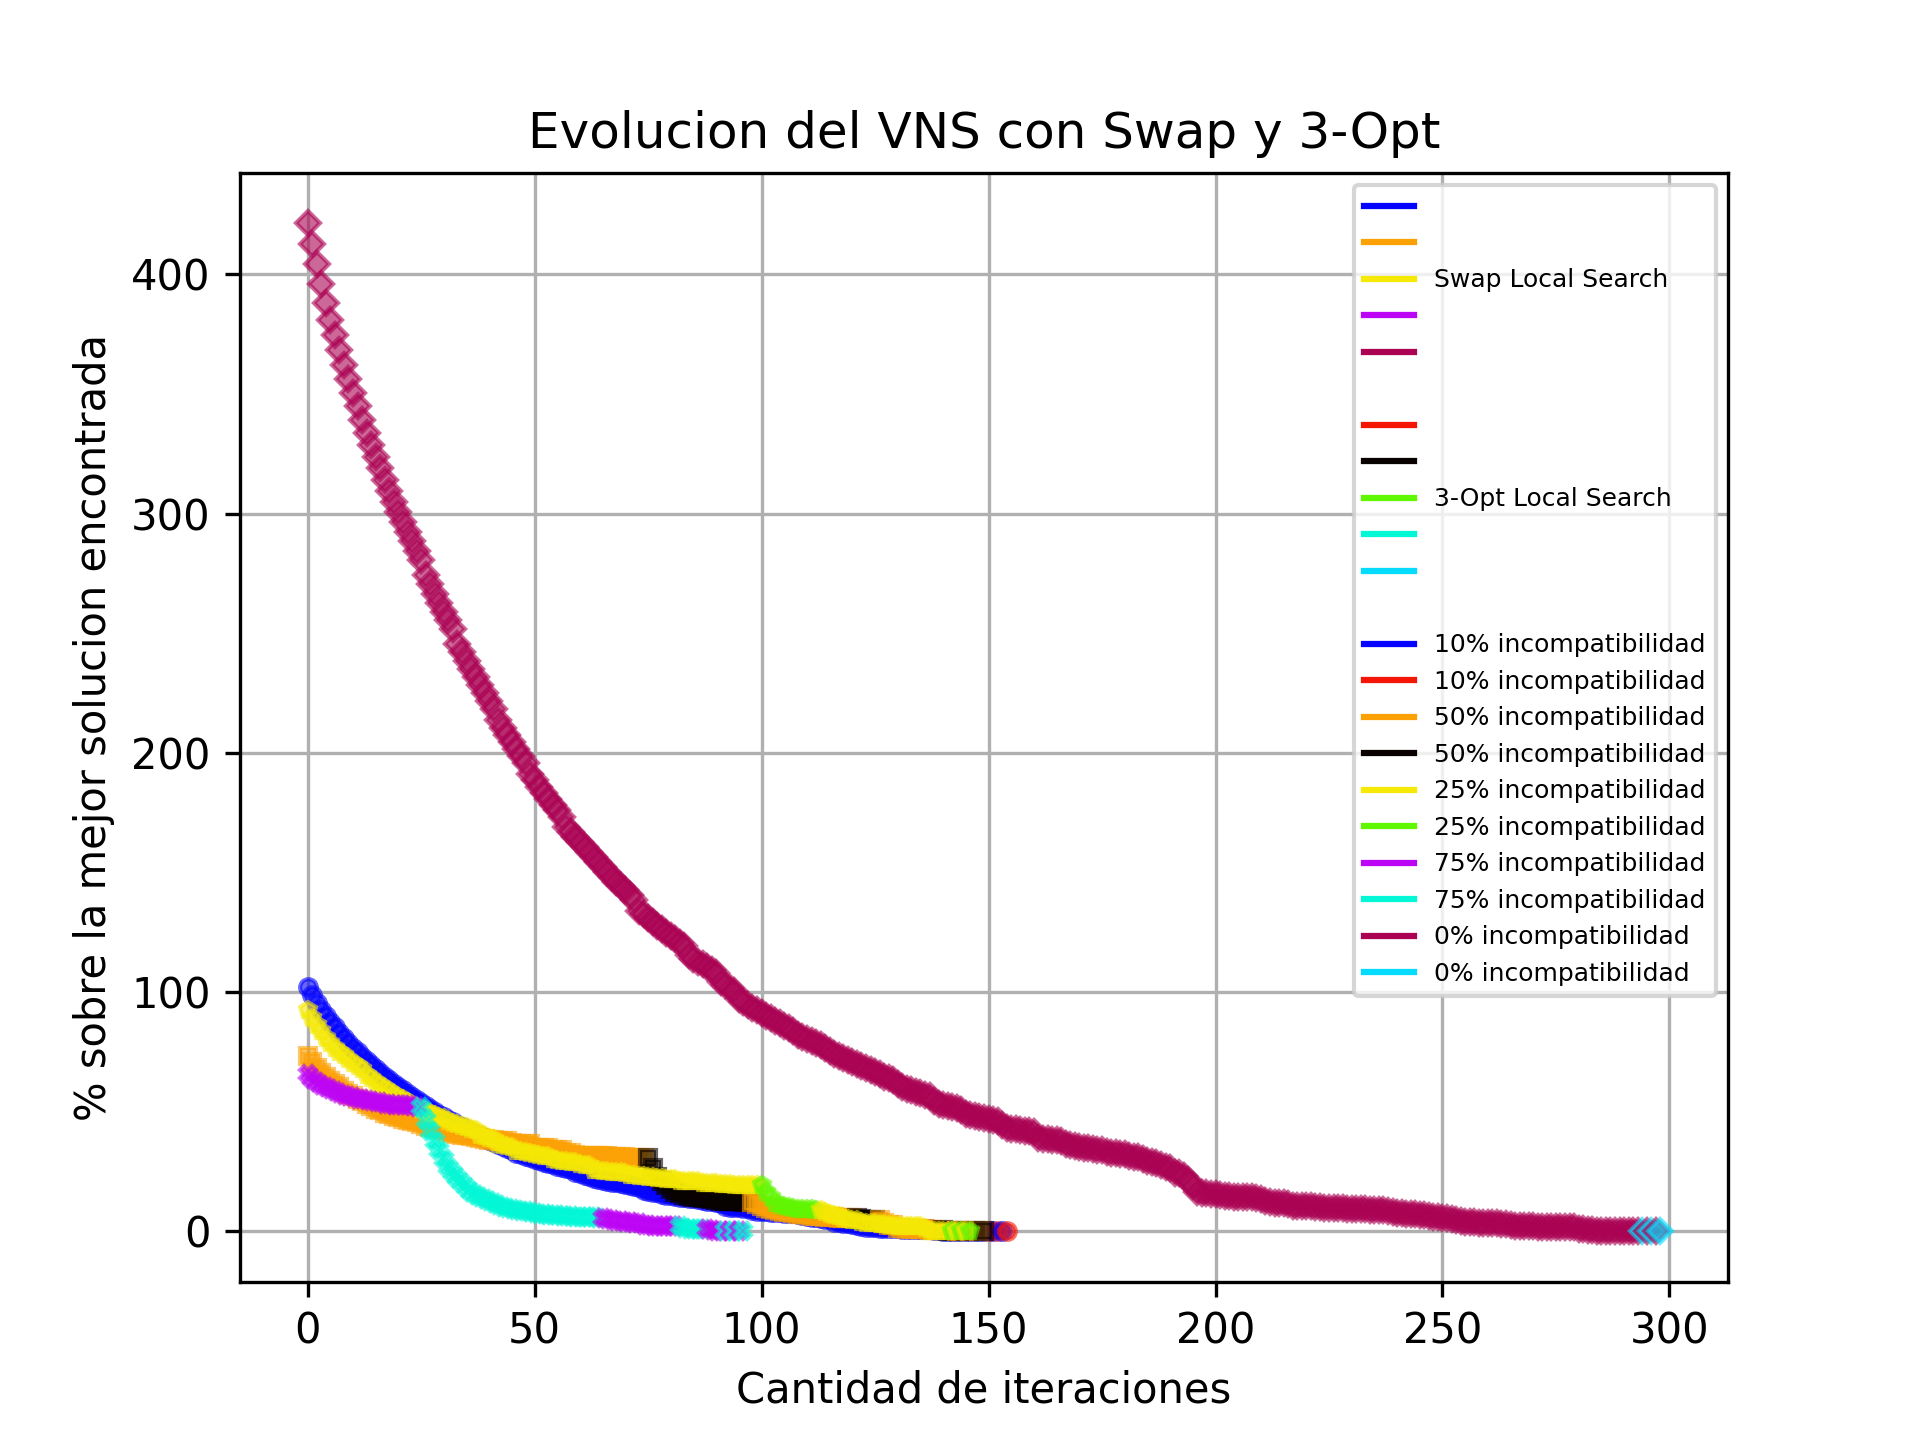 Evolucion del VNS con Swap y 3-Opt
% sobre la mejor solucion encontrada
400
300
200
100
0
0 50 100 150 200 250 300
Cantidad de iteraciones
Swap Local Search
3-Opt Local Search
10% incompatibilidad
10% incompatibilidad
50% incompatibilidad
50% incompatibilidad
25% incompatibilidad
25% incompatibilidad
75% incompatibilidad
75% incompatibilidad
0% incompatibilidad
0% incompatibilidad